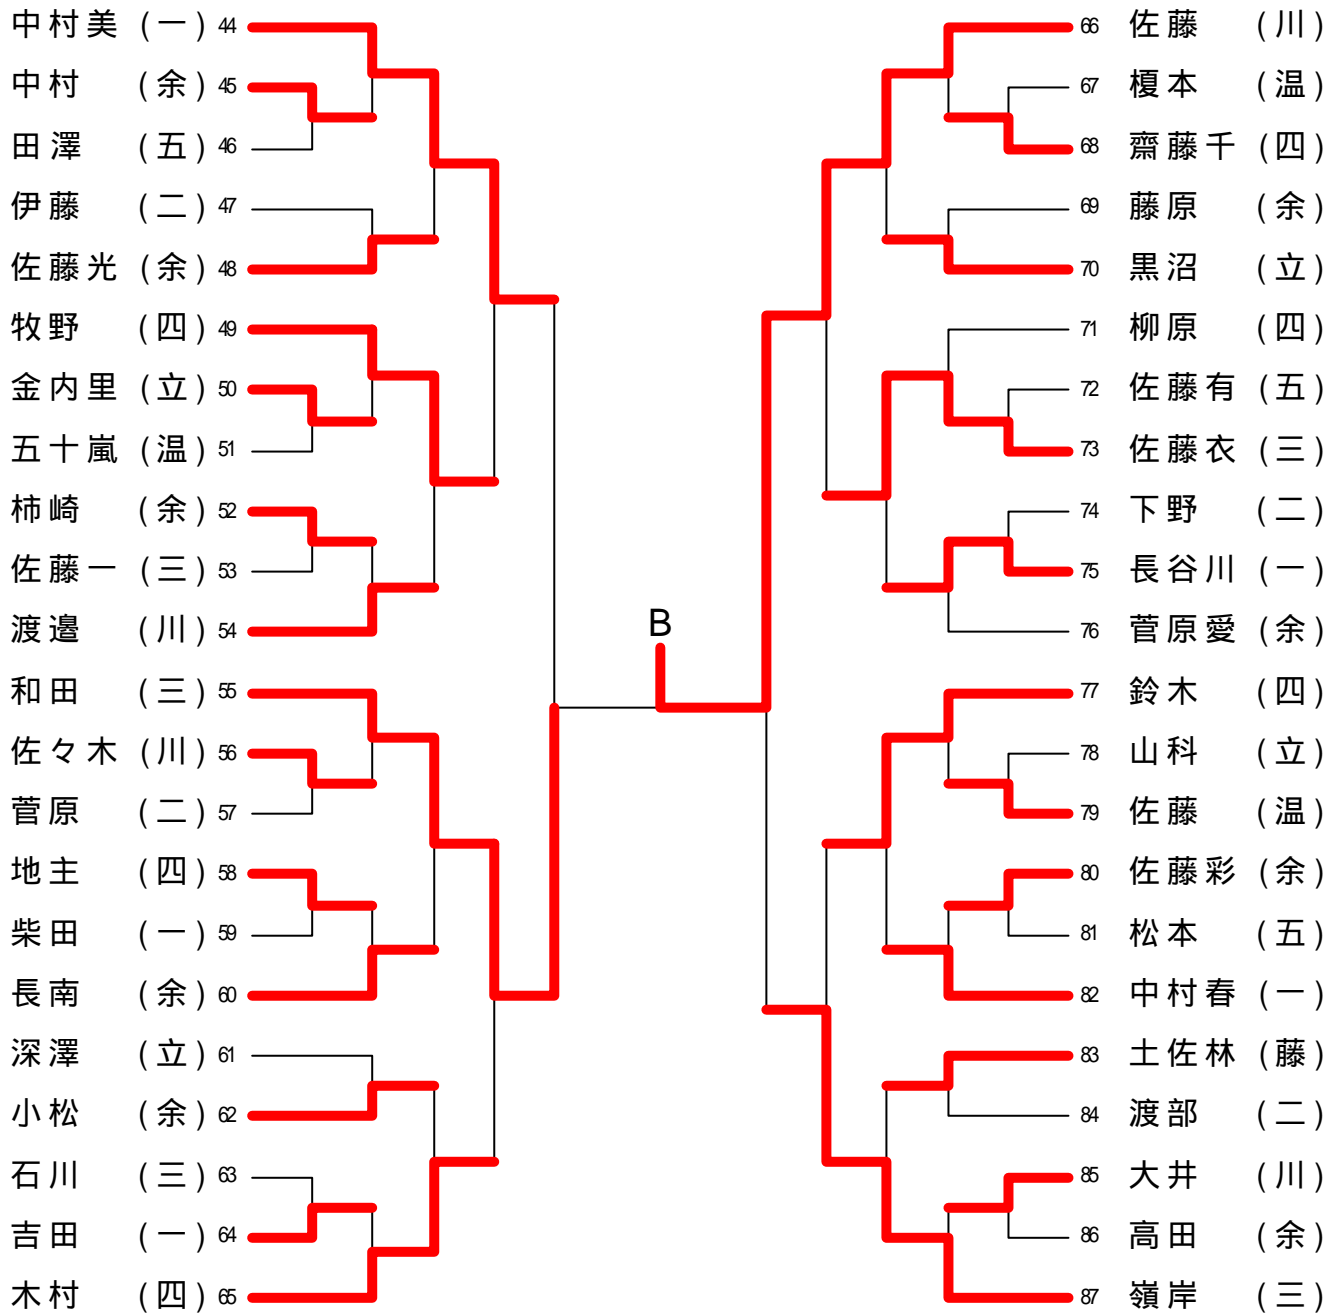 中村美 (一) 44
中村 (余) 45
田澤 (五) 46
伊藤 (二) 47
佐藤光 (余) 48
牧野 (四) 49
金内里 (立) 50
五十嵐 (温) 51
柿崎 (余) 52
佐藤一 (三) 53
渡邉 (川) 54
和田 (三) 55
佐々木 (川) 56
菅原 (二) 57
地主 (四) 58
柴田 (一) 59
長南 (余) 60
深澤 (立) 61
小松 (余) 62
石川 (三) 63
吉田 (一) 64
木村 (四) 65
B
66 佐藤 (川)
67 榎本 (温)
68 齋藤千 (四)
69 藤原 (余)
70 黒沼 (立)
71 柳原 (四)
72 佐藤有 (五)
73 佐藤衣 (三)
74 下野 (二)
75 長谷川 (一)
76 菅原愛 (余)
77 鈴木 (四)
78 山科 (立)
79 佐藤 (温)
80 佐藤彩 (余)
81 松本 (五)
82 中村春 (一)
83 土佐林 (藤)
84 渡部 (二)
85 大井 (川)
86 高田 (余)
87 嶺岸 (三)